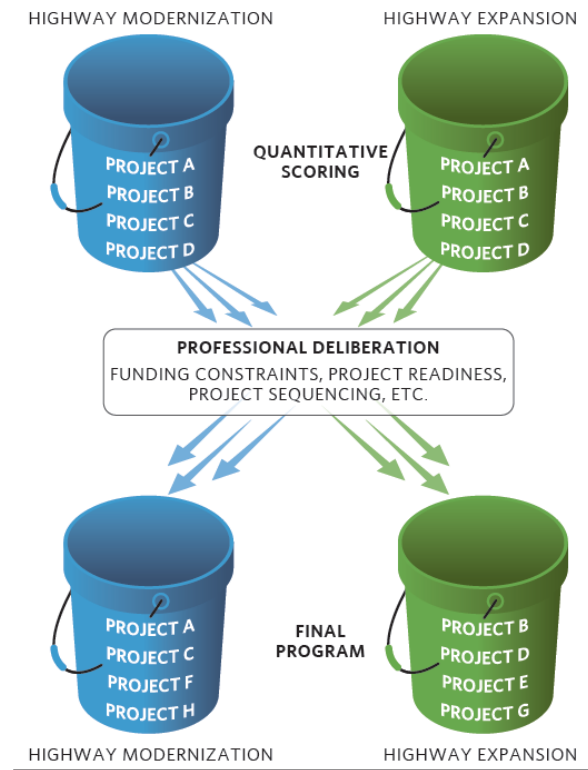 HIGHWAY MODERNIZATION
HIGHWAY EXPANSION
PROJECT A
PROJECT B
PROJECT C
PROJECT D
QUANTITATIVE
SCORING
PROJECT A
PROJECT B
PROJECT C
PROJECT D
PROFESSIONAL DELIBERATION
FUNDING CONSTRAINTS, PROJECT READINESS,
PROJECT SEQUENCING, ETC.
PROJECT A
PROJECT C
PROJECT F
PROJECT H
FINAL
PROGRAM
PROJECT B
PROJECT D
PROJECT E
PROJECT G
HIGHWAY MODERNIZATION
HIGHWAY EXPANSION